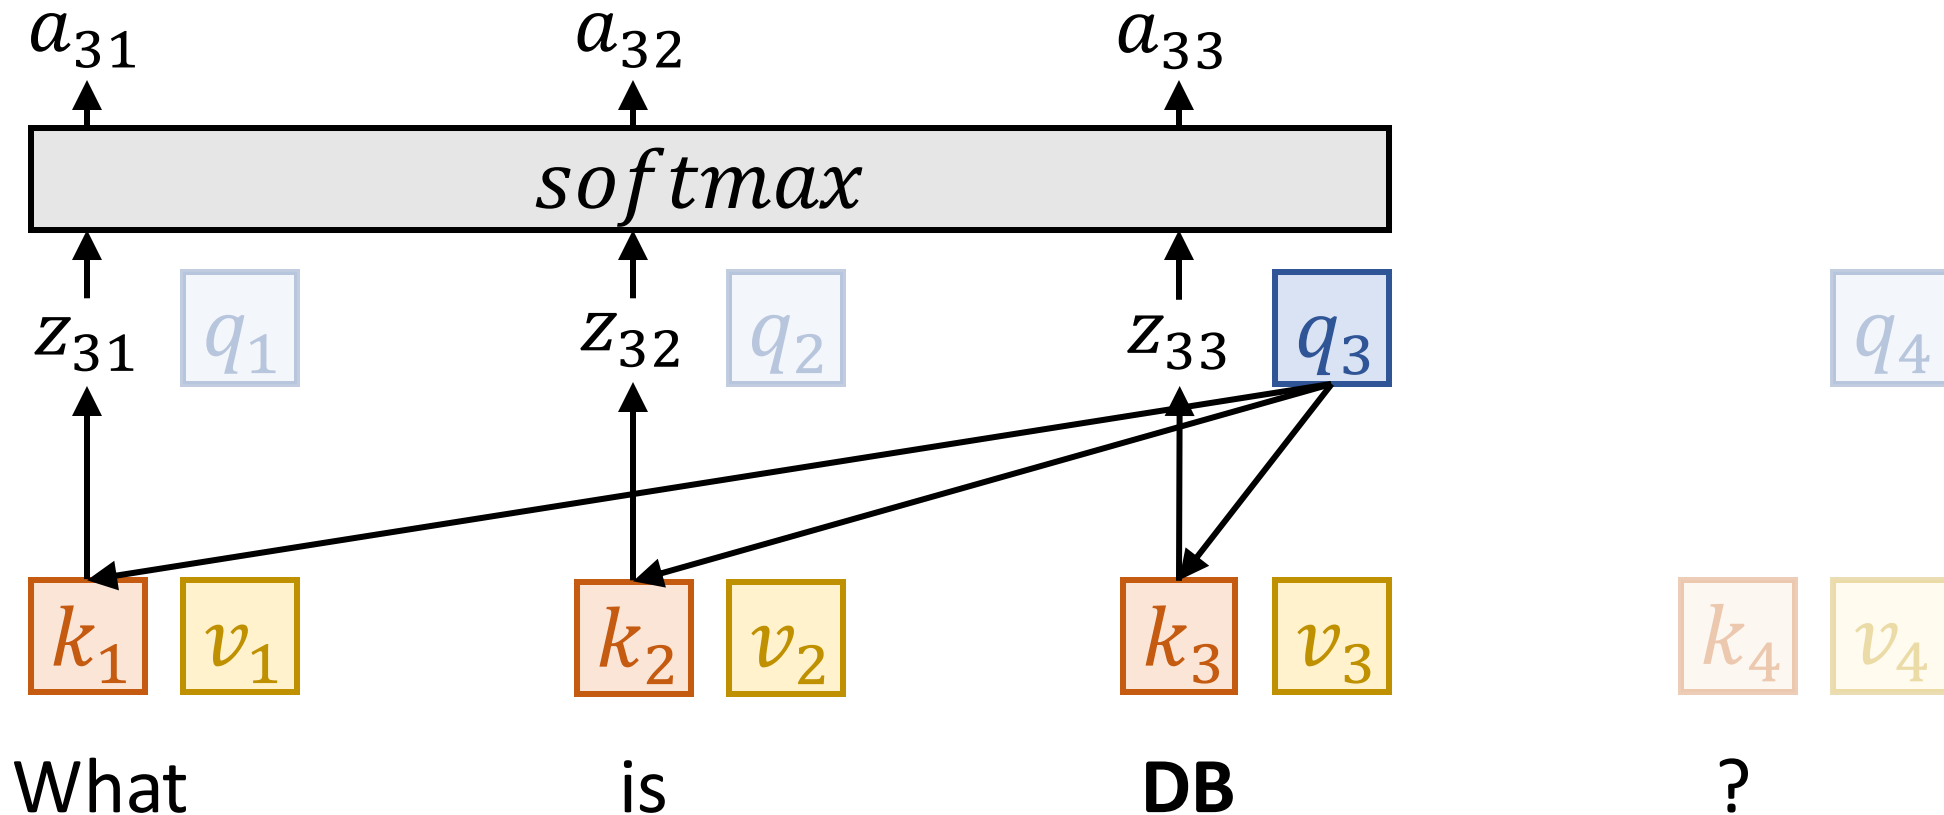 a₃₁ a₃₂ a₃₃
softmax
z₃₁ q₁ z₃₂ q₂ z₃₃ q₃ q₄
k₁ v₁ k₂ v₂ k₃ v₃ k₄ v₄
What is DB ?